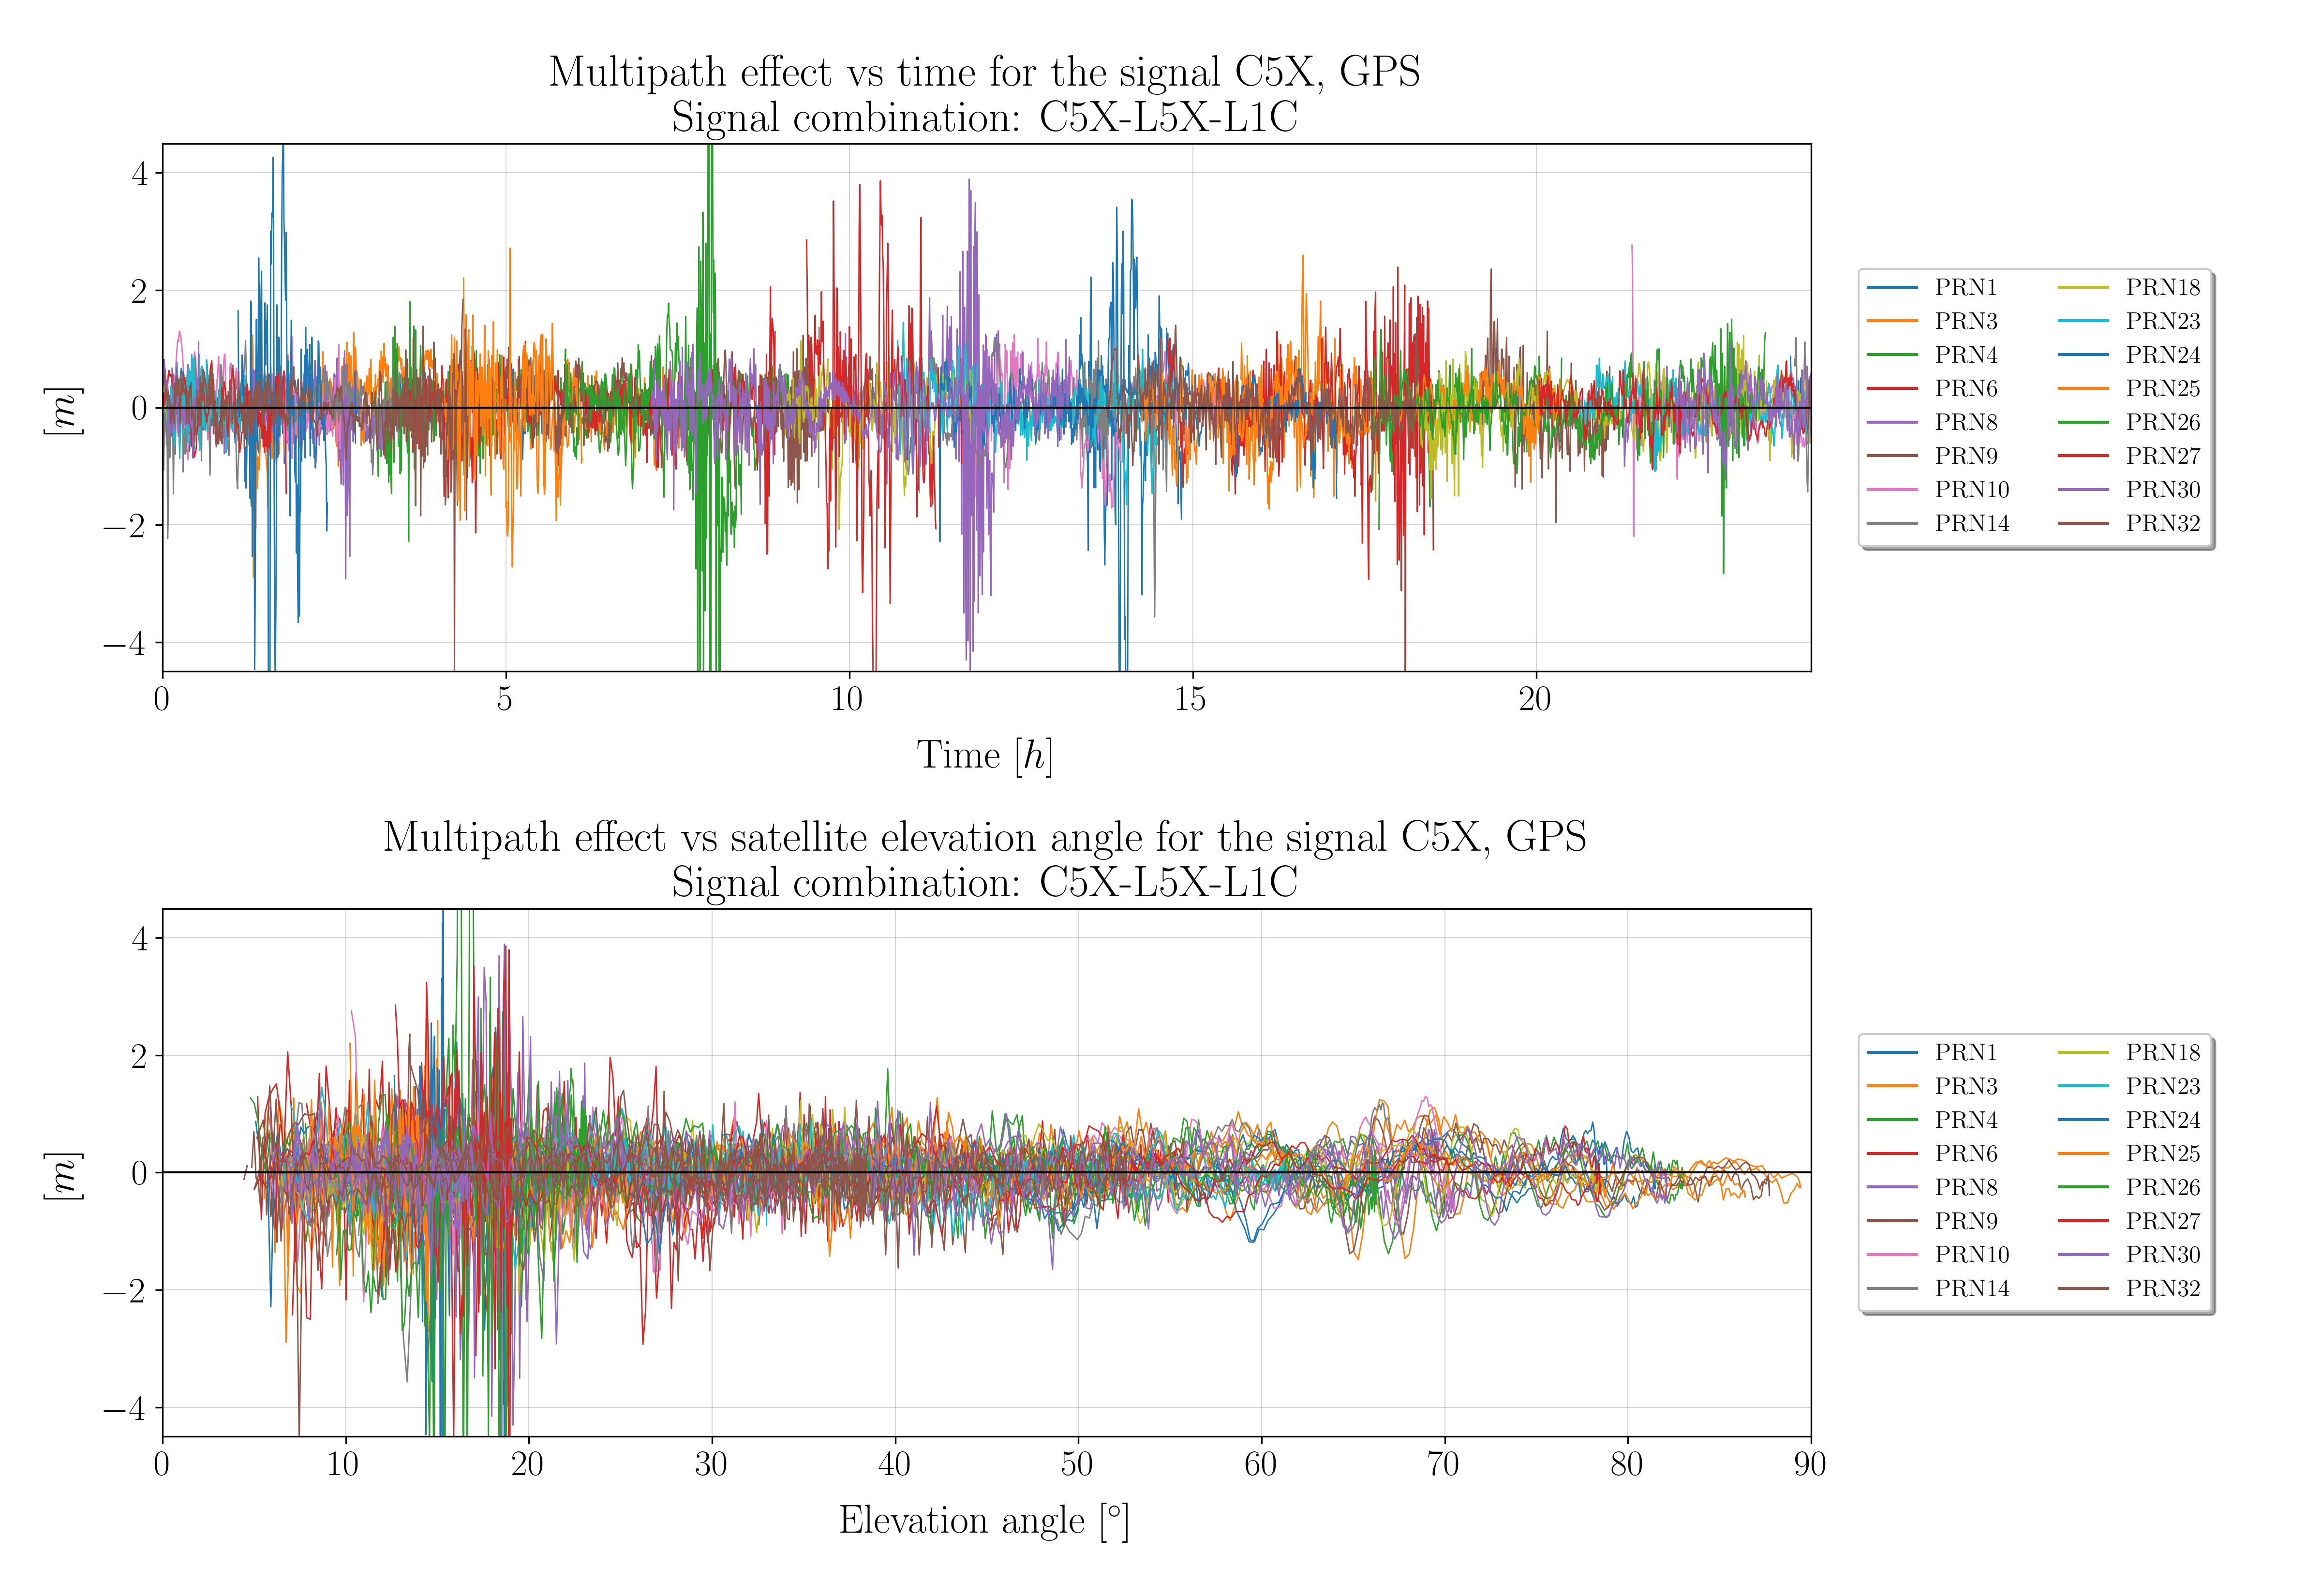 Multipath effect vs time for the signal C5X, GPS
Signal combination: C5X-L5X-L1C
[m]
4
2
0
−2
−4
0 5 10 15 20
Time [h]
PRN1 PRN18
PRN3 PRN23
PRN4 PRN24
PRN6 PRN25
PRN8 PRN26
PRN9 PRN27
PRN10 PRN30
PRN14 PRN32
Multipath effect vs satellite elevation angle for the signal C5X, GPS
Signal combination: C5X-L5X-L1C
[m]
4
2
0
−2
−4
0 10 20 30 40 50 60 70 80 90
Elevation angle [°]
PRN1 PRN18
PRN3 PRN23
PRN4 PRN24
PRN6 PRN25
PRN8 PRN26
PRN9 PRN27
PRN10 PRN30
PRN14 PRN32